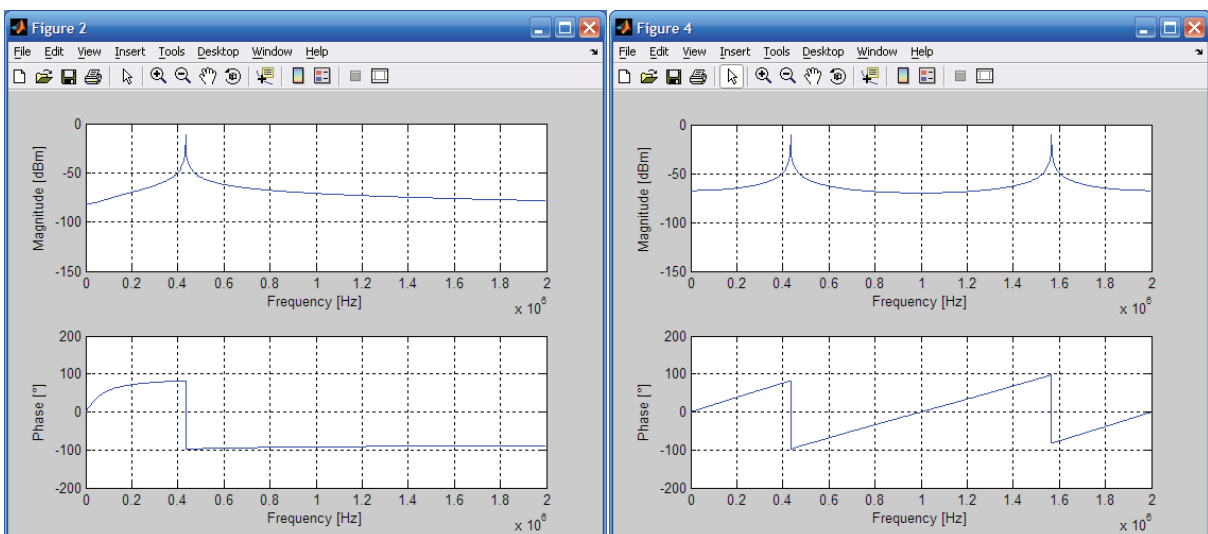 Figure 2
File Edit View Insert Tools Desktop Window Help
0
-50
-100
-150
Magnitude [dBm]
0 0.2 0.4 0.6 0.8 1 1.2 1.4 1.6 1.8 2
Frequency [Hz]
x 10^6
200
100
0
-100
-200
Phase [°]
0 0.2 0.4 0.6 0.8 1 1.2 1.4 1.6 1.8 2
Frequency [Hz]
x 10^6
Figure 4
File Edit View Insert Tools Desktop Window Help
0
-50
-100
-150
Magnitude [dBm]
0 0.2 0.4 0.6 0.8 1 1.2 1.4 1.6 1.8 2
Frequency [Hz]
x 10^6
200
100
0
-100
-200
Phase [°]
0 0.2 0.4 0.6 0.8 1 1.2 1.4 1.6 1.8 2
Frequency [Hz]
x 10^6